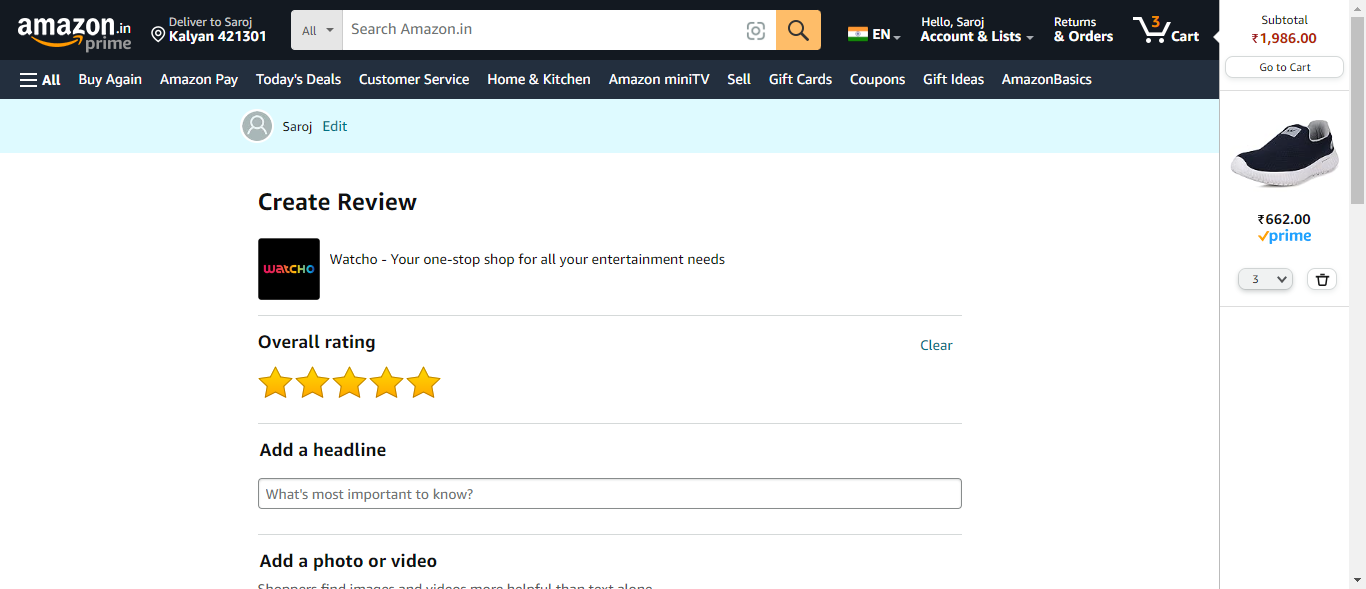 amazon.in
prime
Deliver to Saroj
Kalyan 421301
All
Search Amazon.in
EN
Hello, Saroj
Account & Lists
Returns
& Orders
3
Cart
Subtotal
₹1,986.00
Go to Cart
All
Buy Again
Amazon Pay
Today's Deals
Customer Service
Home & Kitchen
Amazon miniTV
Sell
Gift Cards
Coupons
Gift Ideas
AmazonBasics
Saroj
Edit
Create Review
WATCHO
Watcho - Your one-stop shop for all your entertainment needs
₹662.00
prime
3
Overall rating
Clear
Add a headline
What's most important to know?
Add a photo or video
Shoppers find images and videos more helpful than text alone.